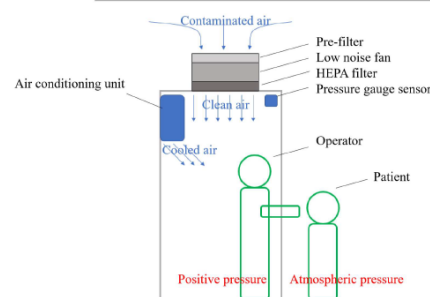 Contaminated air
Pre-filter
Low noise fan
HEPA filter
Pressure gauge sensor
Air conditioning unit
Clean air
Cooled air
Operator
Patient
Positive pressure
Atmospheric pressure